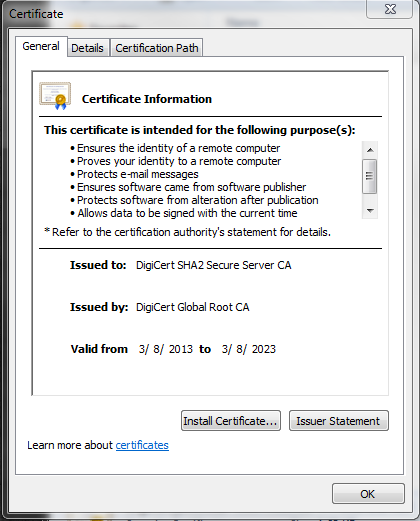 Certificate
General Details Certification Path
Certificate Information
This certificate is intended for the following purpose(s):
• Ensures the identity of a remote computer
• Proves your identity to a remote computer
• Protects e-mail messages
• Ensures software came from software publisher
• Protects software from alteration after publication
• Allows data to be signed with the current time
* Refer to the certification authority's statement for details.
Issued to: DigiCert SHA2 Secure Server CA
Issued by: DigiCert Global Root CA
Valid from 3/ 8/ 2013 to 3/ 8/ 2023
Install Certificate... Issuer Statement
Learn more about certificates
OK